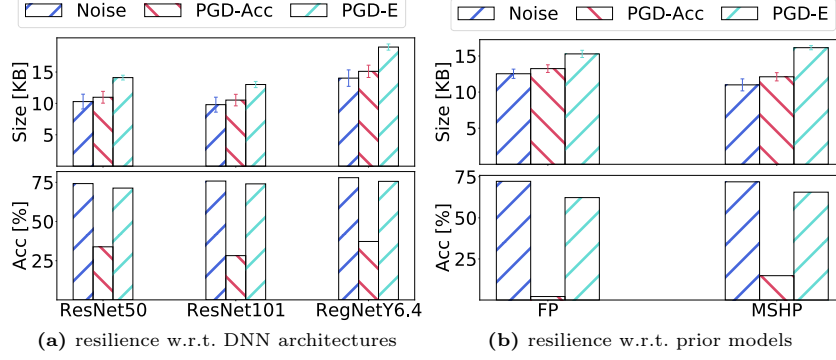 Noise PGD-Acc PGD-E
Size [KB]
15
10
5
Acc [%]
75
50
25
ResNet50 ResNet101 RegNetY6.4
(a) resilience w.r.t. DNN architectures
Noise PGD-Acc PGD-E
Size [KB]
15
10
5
Acc [%]
75
50
25
FP MSHP
(b) resilience w.r.t. prior models